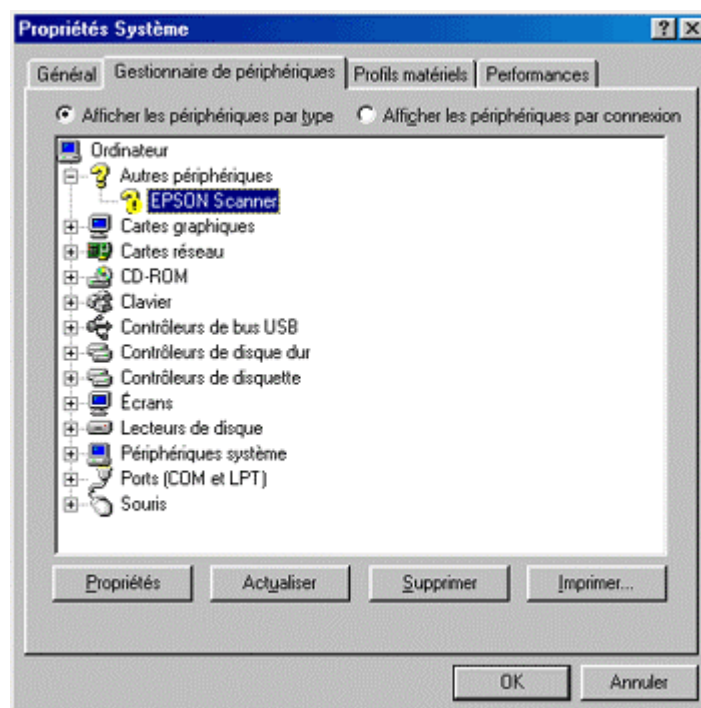 Propriétés Système
Général Gestionnaire de périphériques Profils matériels Performances
Afficher les périphériques par type Afficher les périphériques par connexion
Ordinateur
Autres périphériques
EPSON Scanner
Cartes graphiques
Cartes réseau
CD-ROM
Clavier
Contrôleurs de bus USB
Contrôleurs de disque dur
Contrôleurs de disquette
Écrans
Lecteurs de disque
Périphériques système
Ports (COM et LPT)
Souris
Propriétés Actualiser Supprimer Imprimer...
OK Annuler